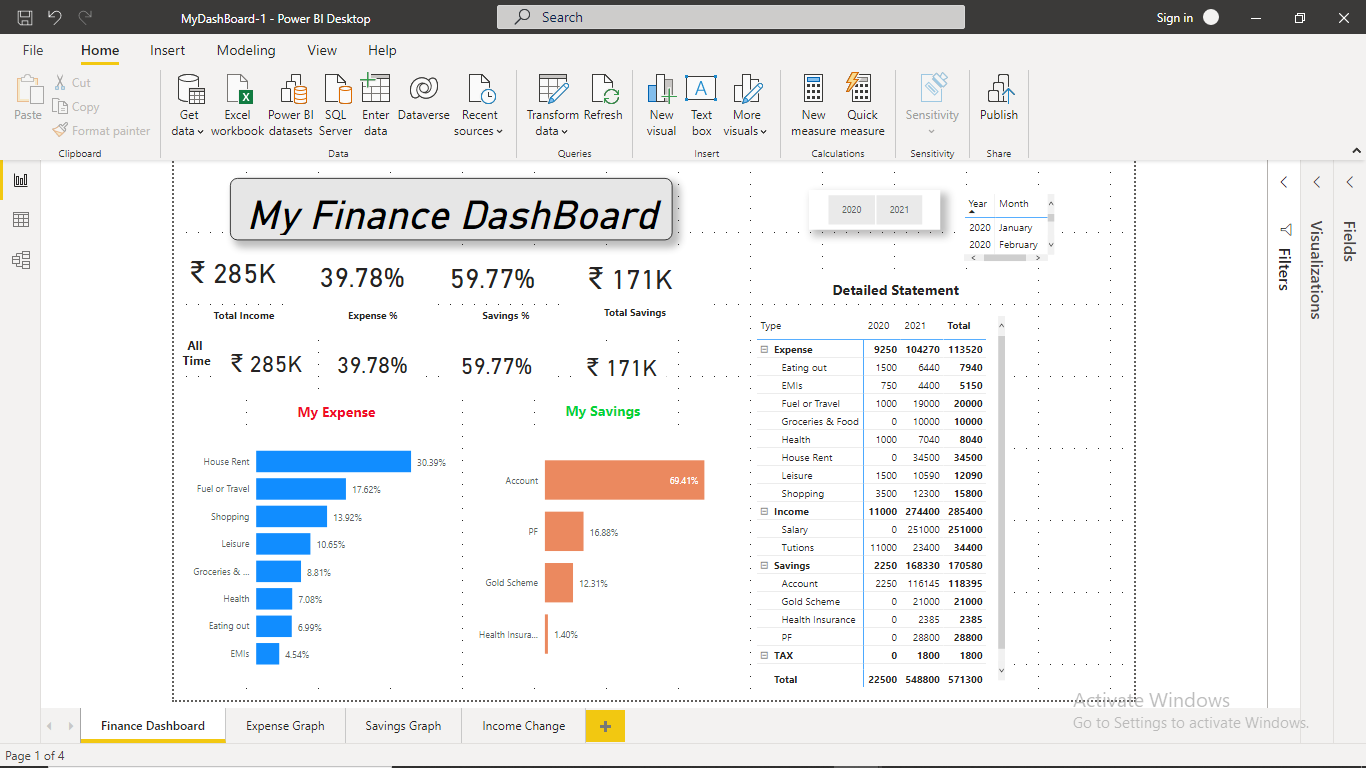 MyDashBoard-1 - Power BI Desktop
Search
Sign in
File Home Insert Modeling View Help
Paste
Cut
Copy
Format painter
Clipboard
Get data
Excel workbook
Power BI datasets
SQL Server
Enter data
Dataverse
Recent sources
Data
Transform data
Refresh
Queries
New visual
Text box
More visuals
Insert
New measure
Quick measure
Calculations
Sensitivity
Sensitivity
Publish
Share
My Finance DashBoard
2020 2021
Year Month
2020 January
2020 February
₹ 285K 39.78% 59.77% ₹ 171K
Total Income Expense % Savings % Total Savings
All Time ₹ 285K 39.78% 59.77% ₹ 171K
My Expense
House Rent 30.39%
Fuel or Travel 17.62%
Shopping 13.92%
Leisure 10.65%
Groceries & ... 8.81%
Health 7.08%
Eating out 6.99%
EMIs 4.54%
My Savings
Account 69.41%
PF 16.88%
Gold Scheme 12.31%
Health Insura... 1.40%
Detailed Statement
Type 2020 2021 Total
Expense 9250 104270 113520
Eating out 1500 6440 7940
EMIs 750 4400 5150
Fuel or Travel 1000 19000 20000
Groceries & Food 0 10000 10000
Health 1000 7040 8040
House Rent 0 34500 34500
Leisure 1500 10590 12090
Shopping 3500 12300 15800
Income 11000 274400 285400
Salary 0 251000 251000
Tutions 11000 23400 34400
Savings 2250 168330 170580
Account 2250 116145 118395
Gold Scheme 0 21000 21000
Health Insurance 0 2385 2385
PF 0 28800 28800
TAX 0 1800 1800
Total 22500 548800 571300
Filters
Visualizations
Fields
Activate Windows
Go to Settings to activate Windows.
Finance Dashboard Expense Graph Savings Graph Income Change +
Page 1 of 4